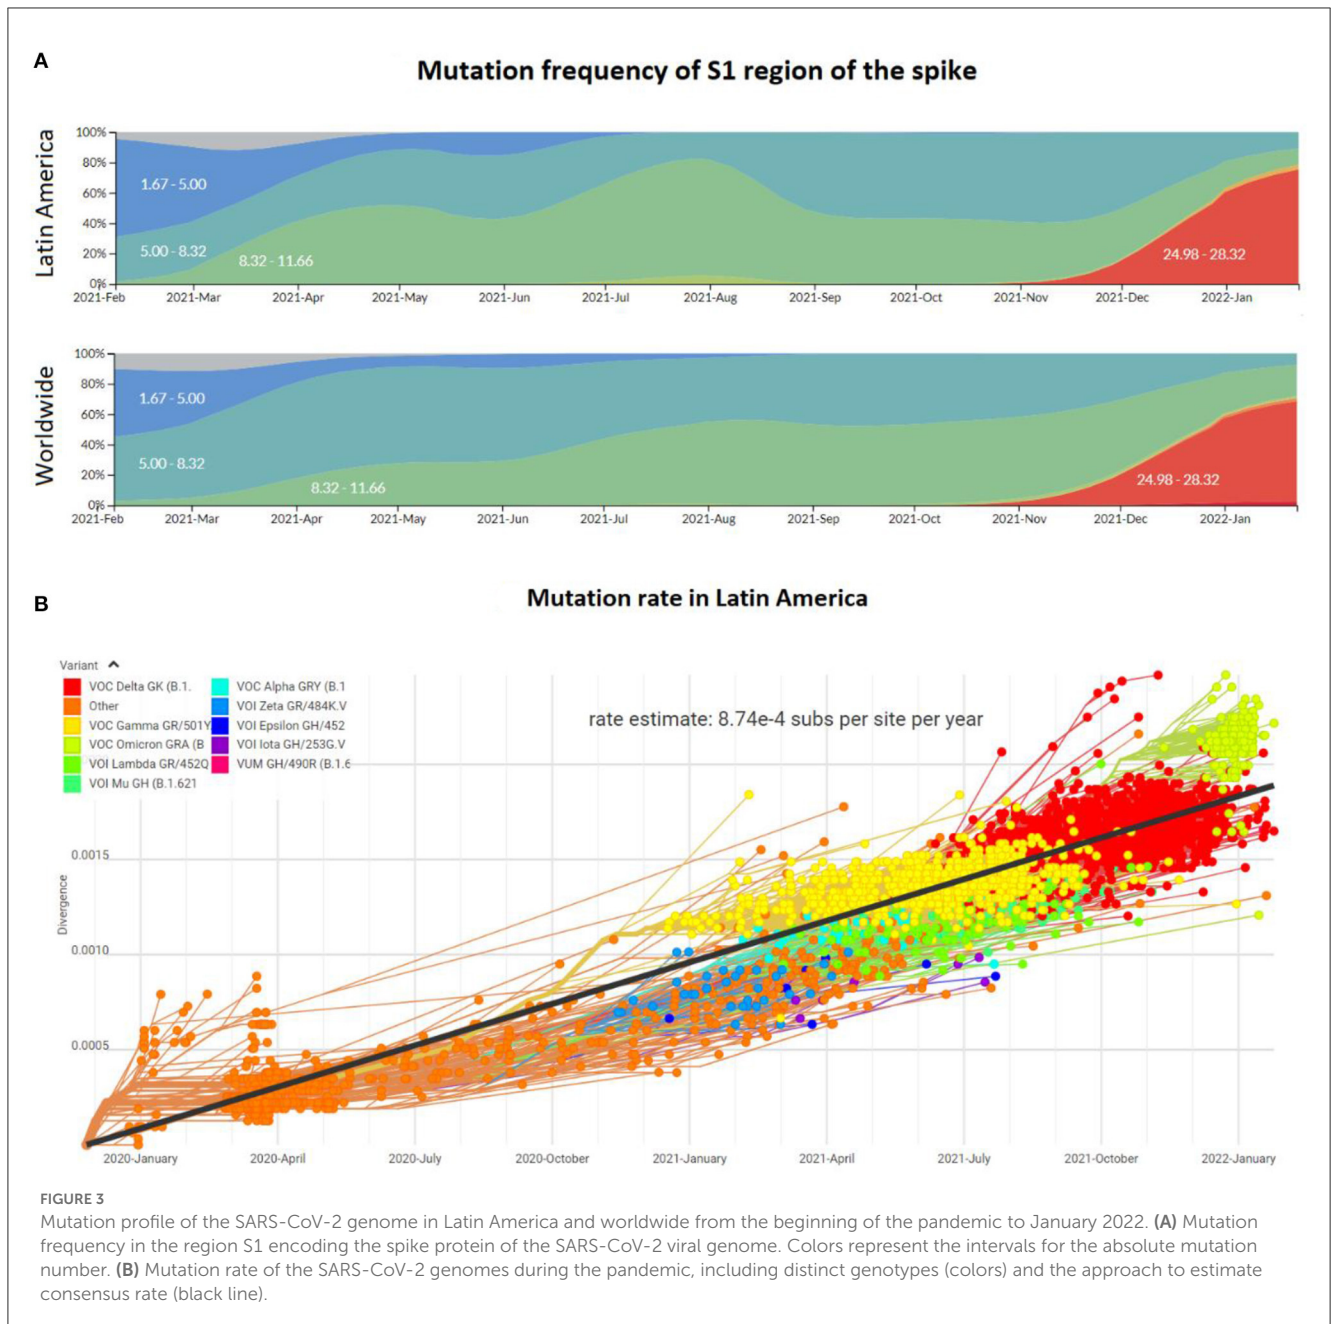 A
Mutation frequency of S1 region of the spike
Latin America
100%
80%
60%
40%
20%
0%
1.67 - 5.00
5.00 - 8.32
8.32 - 11.66
24.98 - 28.32
2021-Feb 2021-Mar 2021-Apr 2021-May 2021-Jun 2021-Jul 2021-Aug 2021-Sep 2021-Oct 2021-Nov 2021-Dec 2022-Jan
Worldwide
100%
80%
60%
40%
20%
0%
1.67 - 5.00
5.00 - 8.32
8.32 - 11.66
24.98 - 28.32
2021-Feb 2021-Mar 2021-Apr 2021-May 2021-Jun 2021-Jul 2021-Aug 2021-Sep 2021-Oct 2021-Nov 2021-Dec 2022-Jan
B
Mutation rate in Latin America
Variant
VOC Delta GK (B.1. VOC Alpha GRY (B.1
Other VOI Zeta GR/484K.V
VOC Gamma GR/501Y VOI Epsilon GH/452
VOC Omicron GRA (B VOI Iota GH/253G.V
VOI Lambda GR/452Q VUM GH/490R (B.1.6
VOI Mu GH (B.1.621
rate estimate: 8.74e-4 subs per site per year
Divergence
0.0015
0.0010
0.0005
2020-January 2020-April 2020-July 2020-October 2021-January 2021-April 2021-July 2021-October 2022-January
FIGURE 3
Mutation profile of the SARS-CoV-2 genome in Latin America and worldwide from the beginning of the pandemic to January 2022. (A) Mutation
frequency in the region S1 encoding the spike protein of the SARS-CoV-2 viral genome. Colors represent the intervals for the absolute mutation
number. (B) Mutation rate of the SARS-CoV-2 genomes during the pandemic, including distinct genotypes (colors) and the approach to estimate
consensus rate (black line).